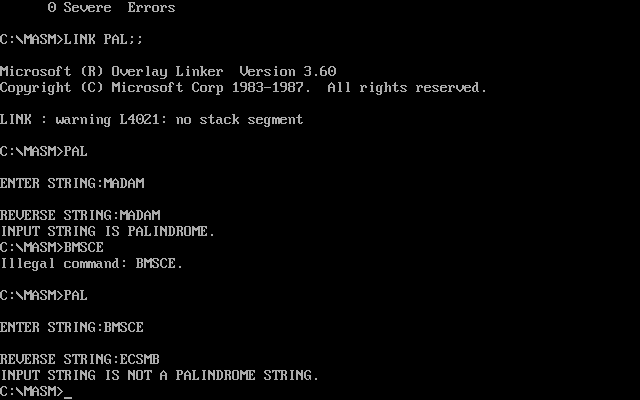 0 Severe  Errors
C:\MASM>LINK PAL;;
Microsoft (R) Overlay Linker  Version 3.60
Copyright (C) Microsoft Corp 1983-1987.  All rights reserved.
LINK : warning L4021: no stack segment
C:\MASM>PAL
ENTER STRING:MADAM
REVERSE STRING:MADAM
INPUT STRING IS PALINDROME.
C:\MASM>BMSCE
Illegal command: BMSCE.
C:\MASM>PAL
ENTER STRING:BMSCE
REVERSE STRING:ECSMB
INPUT STRING IS NOT A PALINDROME STRING.
C:\MASM>_